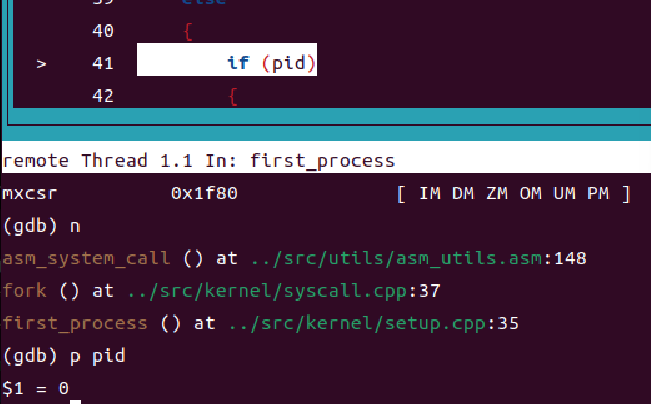 39 else
40 {
> 41 if (pid)
42 {
remote Thread 1.1 In: first_process
mxcsr 0x1f80 [ IM DM ZM OM UM PM ]
(gdb) n
asm_system_call () at ../src/utils/asm_utils.asm:148
fork () at ../src/kernel/syscall.cpp:37
first_process () at ../src/kernel/setup.cpp:35
(gdb) p pid
$1 = 0